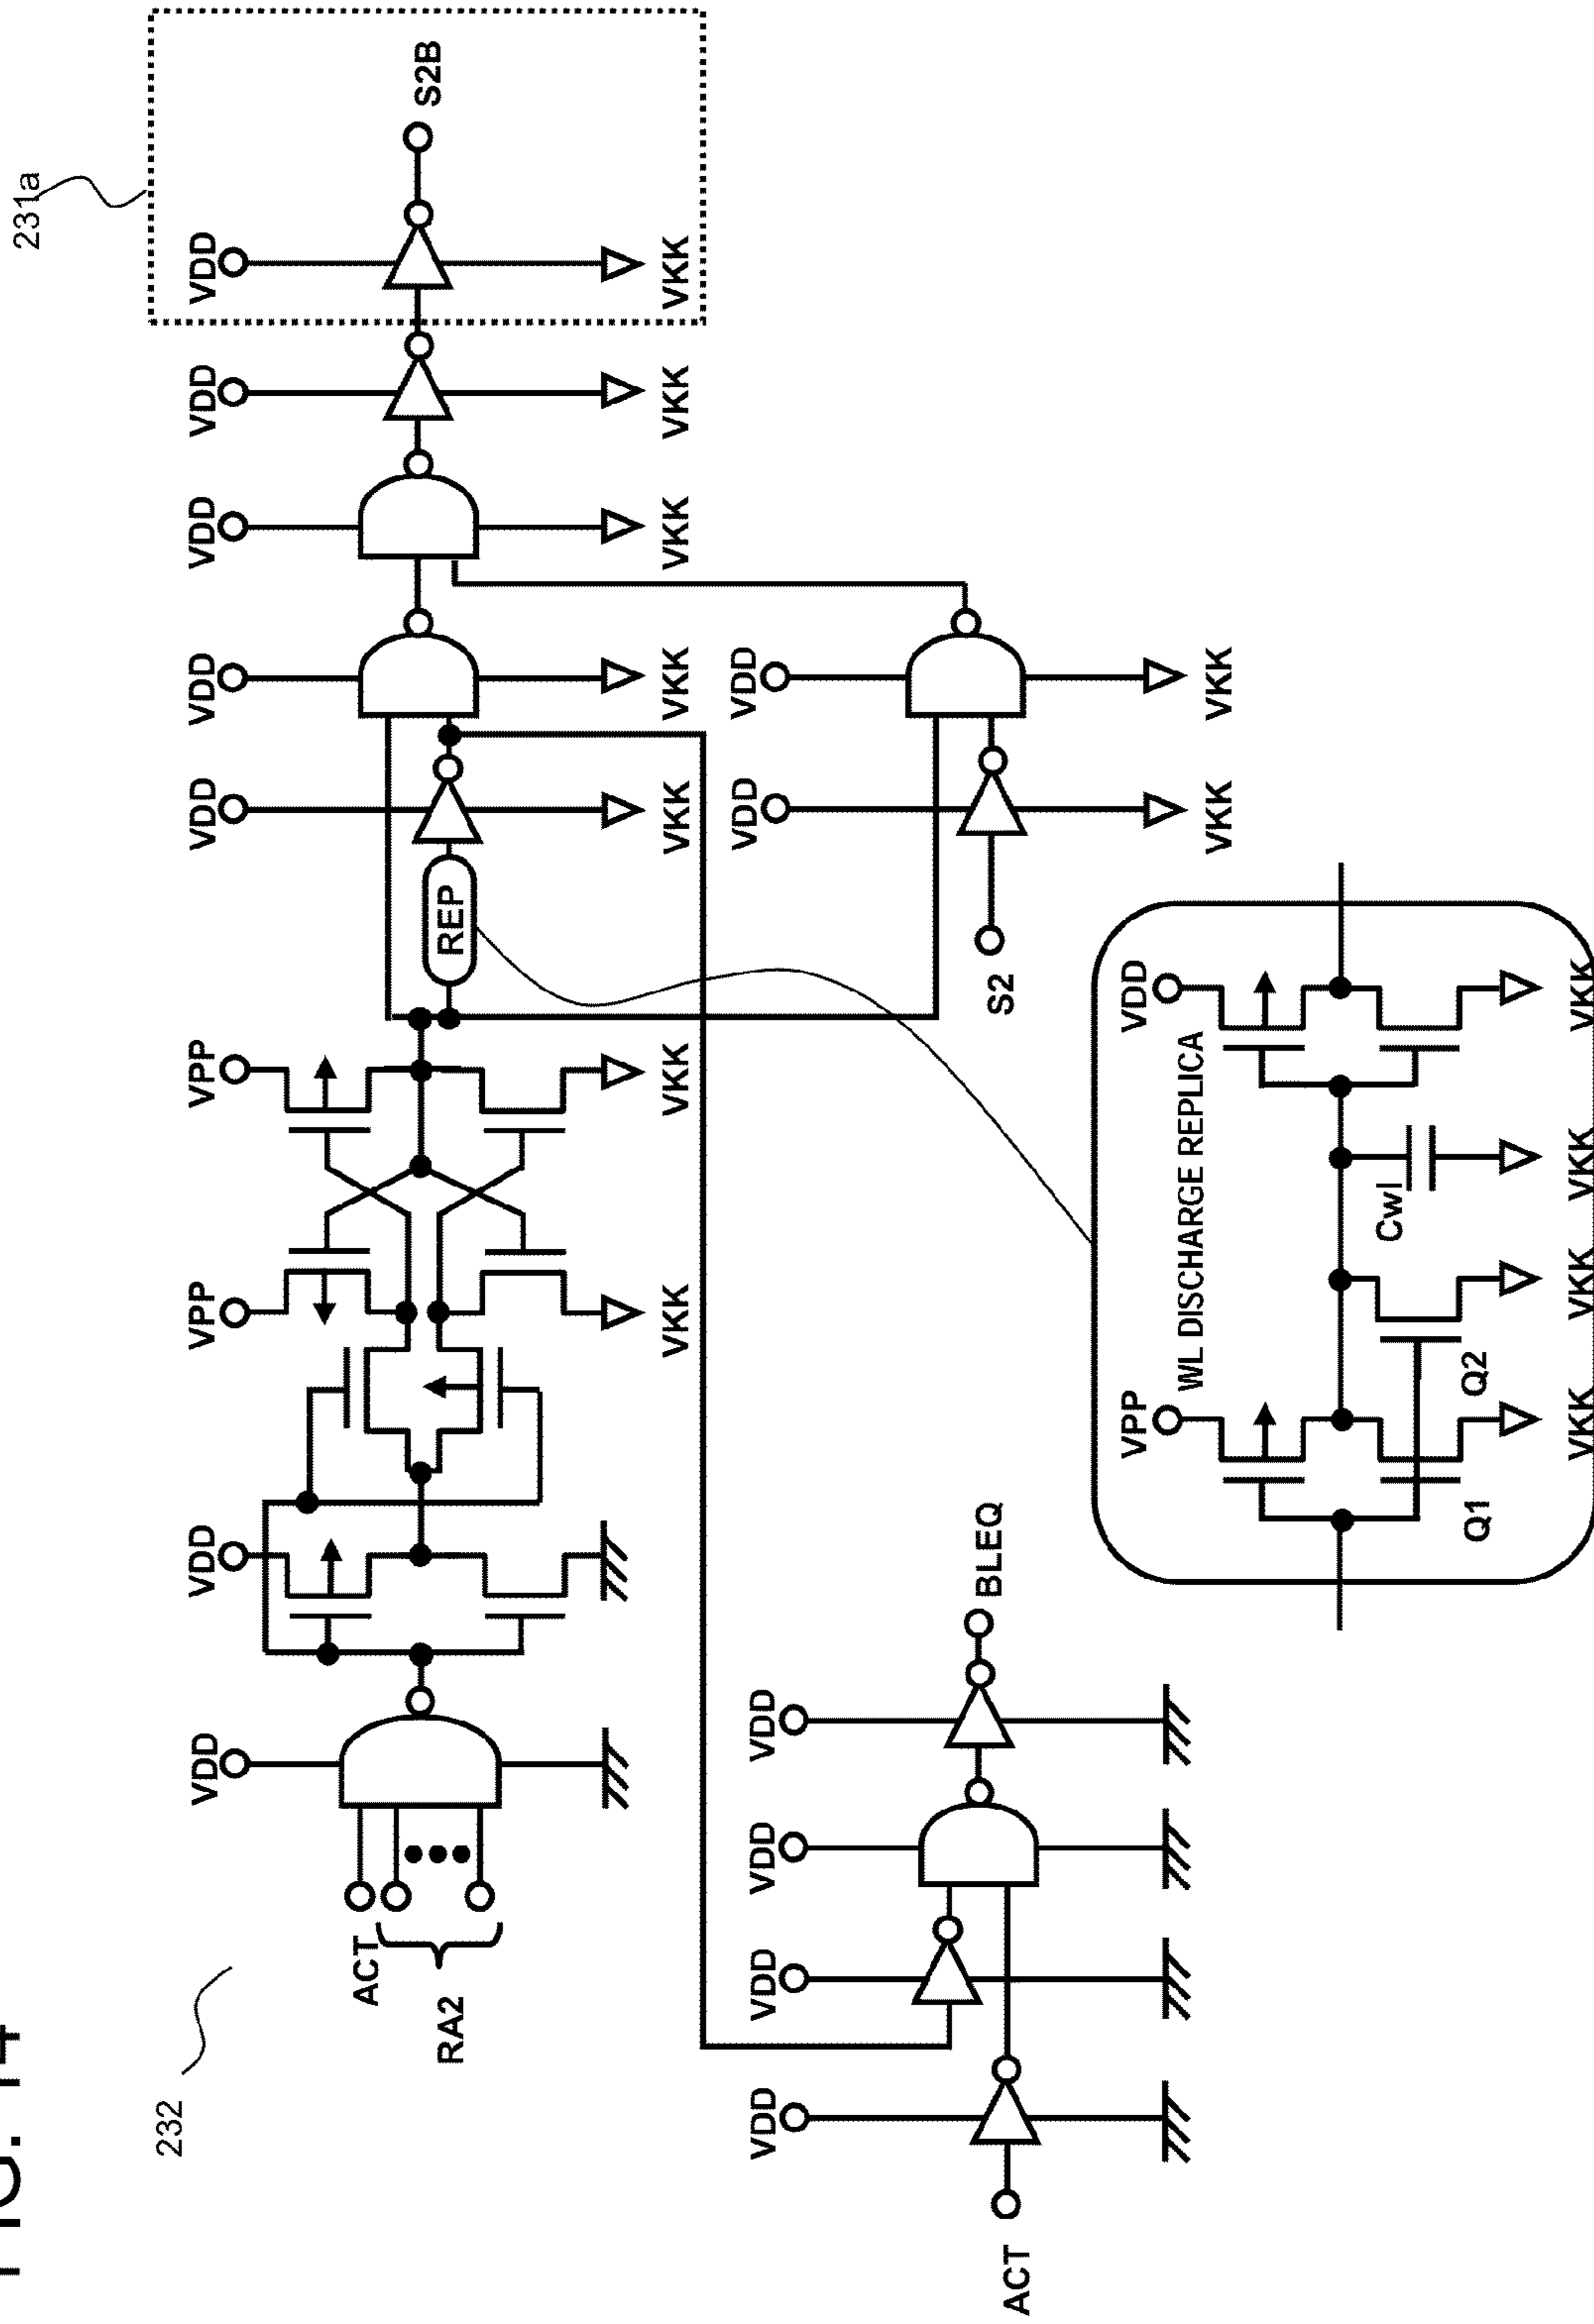 FIG. 14
231a
232
VDD
VDD
VPP
VPP
VDD
VDD
VDD
VDD
VDD
ACT
RA2
REP
S2B
VKK
VKK
VKK
VKK
VKK
VKK
VKK
VDD
VDD
VDD
VDD
VDD
VDD
ACT
BLEQ
S2
VKK
VKK
VPP
VDD
WL DISCHARGE REPLICA
Cwl
Q1
Q2
VKK
VKK
VKK
VKK